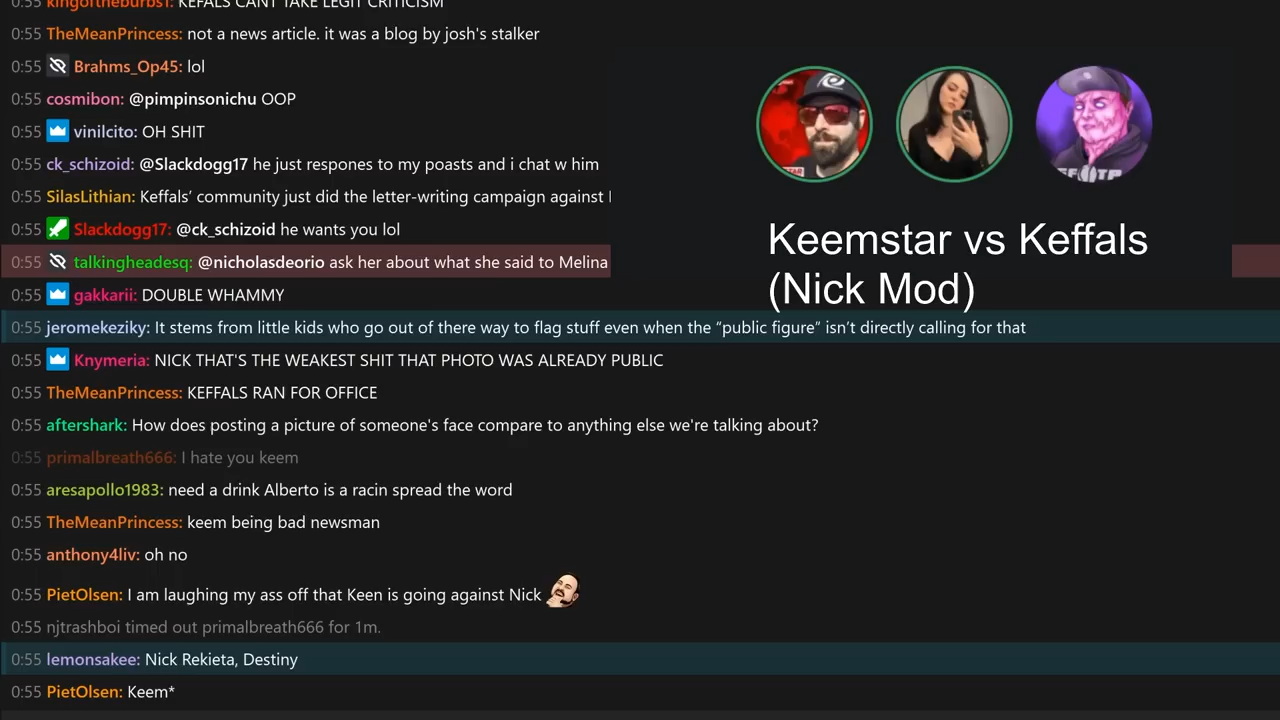 0:55 kingoftheburbs1: KEFALS CANT TAKE LEGIT CRITICISM
0:55 TheMeanPrincess: not a news article. it was a blog by josh's stalker
0:55 Brahms_Op45: lol
0:55 cosmibon: @pimpinsonichu OOP
0:55 vinilcito: OH SHIT
0:55 ck_schizoid: @Slackdogg17 he just respones to my poasts and i chat w him
0:55 SilasLithian: Keffals’ community just did the letter-writing campaign against
0:55 Slackdogg17: @ck_schizoid he wants you lol
0:55 talkingheadesq: @nicholasdeorio ask her about what she said to Melina
0:55 gakkarii: DOUBLE WHAMMY
Keemstar vs Keffals
(Nick Mod)
0:55 jeromekeziky: It stems from little kids who go out of there way to flag stuff even when the “public figure” isn’t directly calling for that
0:55 Knymeria: NICK THAT'S THE WEAKEST SHIT THAT PHOTO WAS ALREADY PUBLIC
0:55 TheMeanPrincess: KEFFALS RAN FOR OFFICE
0:55 aftershark: How does posting a picture of someone's face compare to anything else we're talking about?
0:55 primalbreath666: I hate you keem
0:55 aresapollo1983: need a drink Alberto is a racin spread the word
0:55 TheMeanPrincess: keem being bad newsman
0:55 anthony4liv: oh no
0:55 PietOlsen: I am laughing my ass off that Keen is going against Nick
0:55 njtrashboi timed out primalbreath666 for 1m.
0:55 lemonsakee: Nick Rekieta, Destiny
0:55 PietOlsen: Keem*